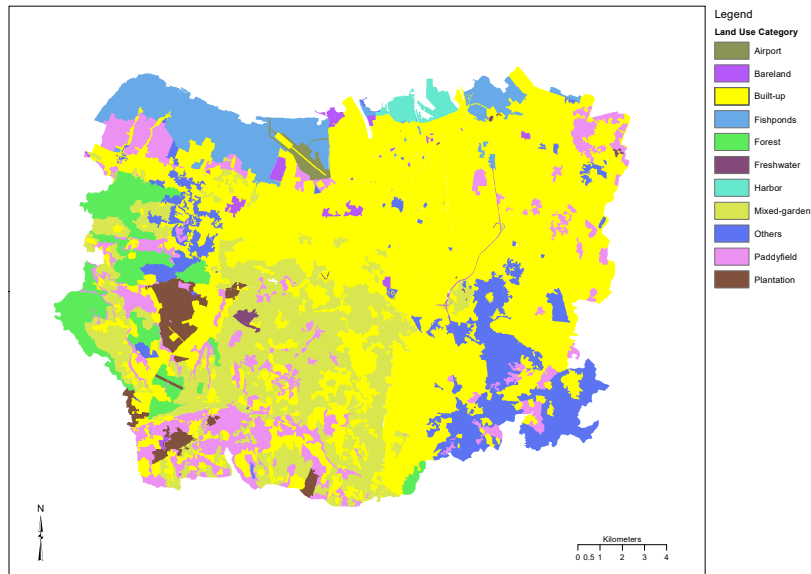 Legend
Land Use Category
Airport
Bareland
Built-up
Fishponds
Forest
Freshwater
Harbor
Mixed-garden
Others
Paddyfield
Plantation
N
Kilometers
0 0.5 1 2 3 4